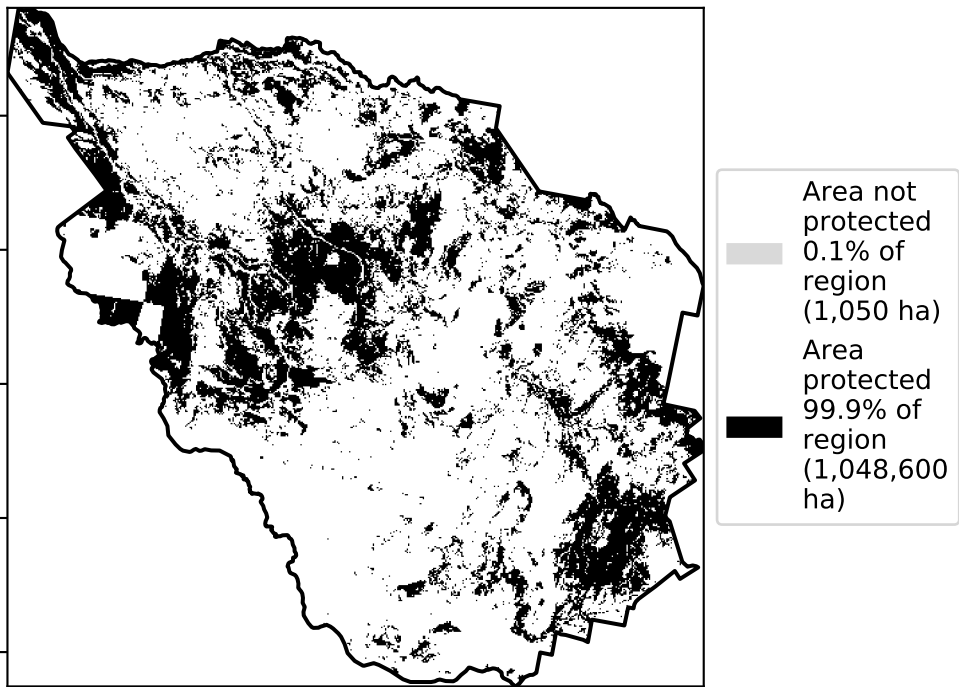 Area not
protected
0.1% of
region
(1,050 ha)
Area
protected
99.9% of
region
(1,048,600
ha)